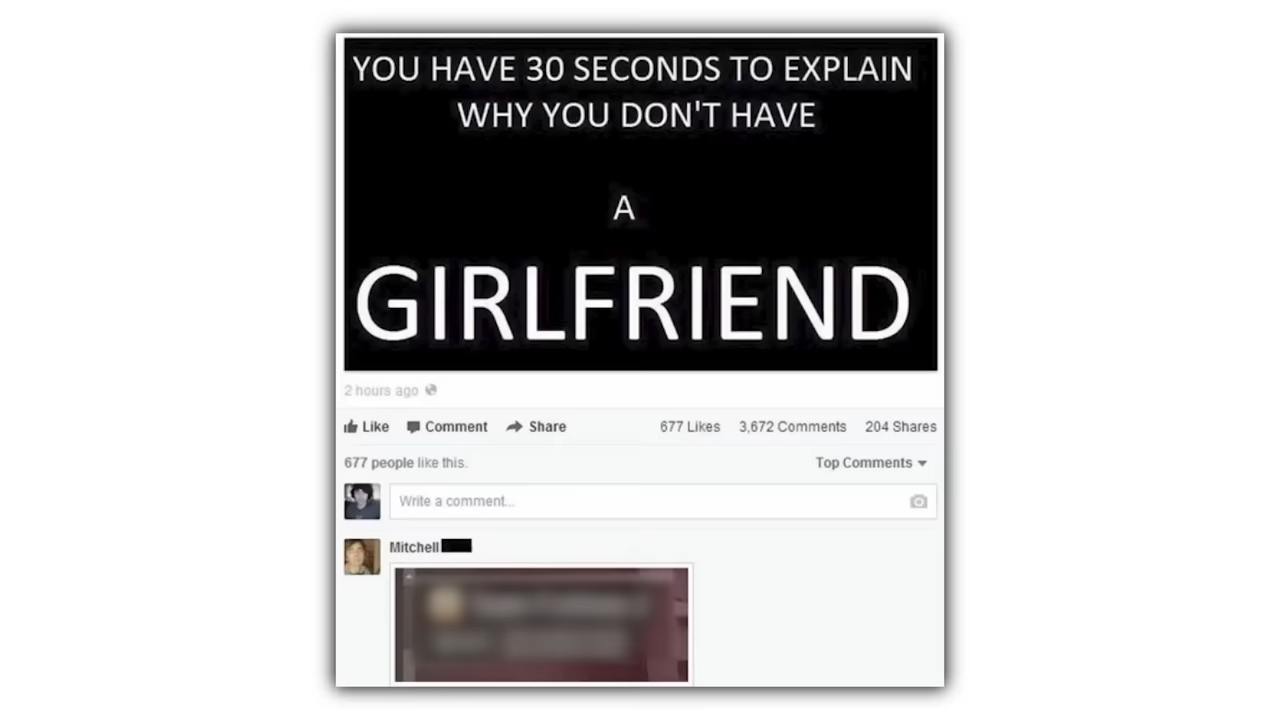 YOU HAVE 30 SECONDS TO EXPLAIN
WHY YOU DON'T HAVE
A
GIRLFRIEND
2 hours ago
Like Comment Share 677 Likes 3,672 Comments 204 Shares
677 people like this. Top Comments
Write a comment...
Mitchell